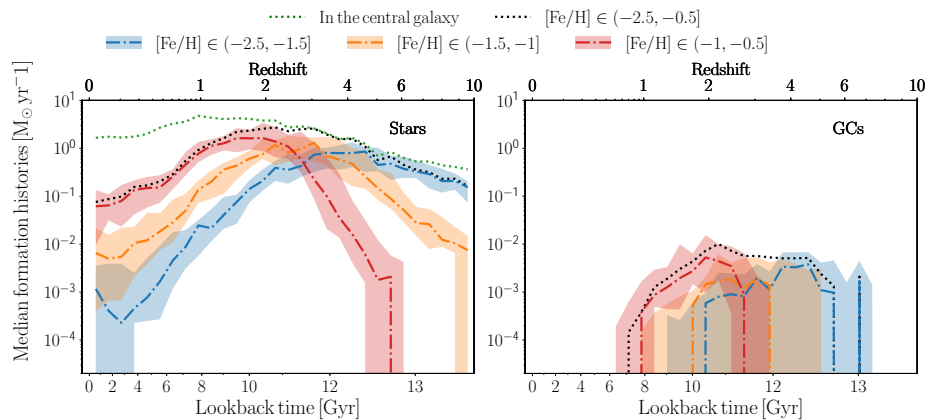 In the central galaxy
[Fe/H] ∈ (−2.5, −0.5)
[Fe/H] ∈ (−2.5, −1.5)
[Fe/H] ∈ (−1.5, −1)
[Fe/H] ∈ (−1, −0.5)
Redshift
0 1 2 4 6 10
Redshift
0 1 2 4 6 10
Median formation histories [M⊙ yr⁻¹]
10¹
10⁰
10⁻¹
10⁻²
10⁻³
10⁻⁴
Stars
0 2 4 6 8 10 12 13
Lookback time [Gyr]
10¹
10⁰
10⁻¹
10⁻²
10⁻³
10⁻⁴
GCs
0 2 4 6 8 10 12 13
Lookback time [Gyr]